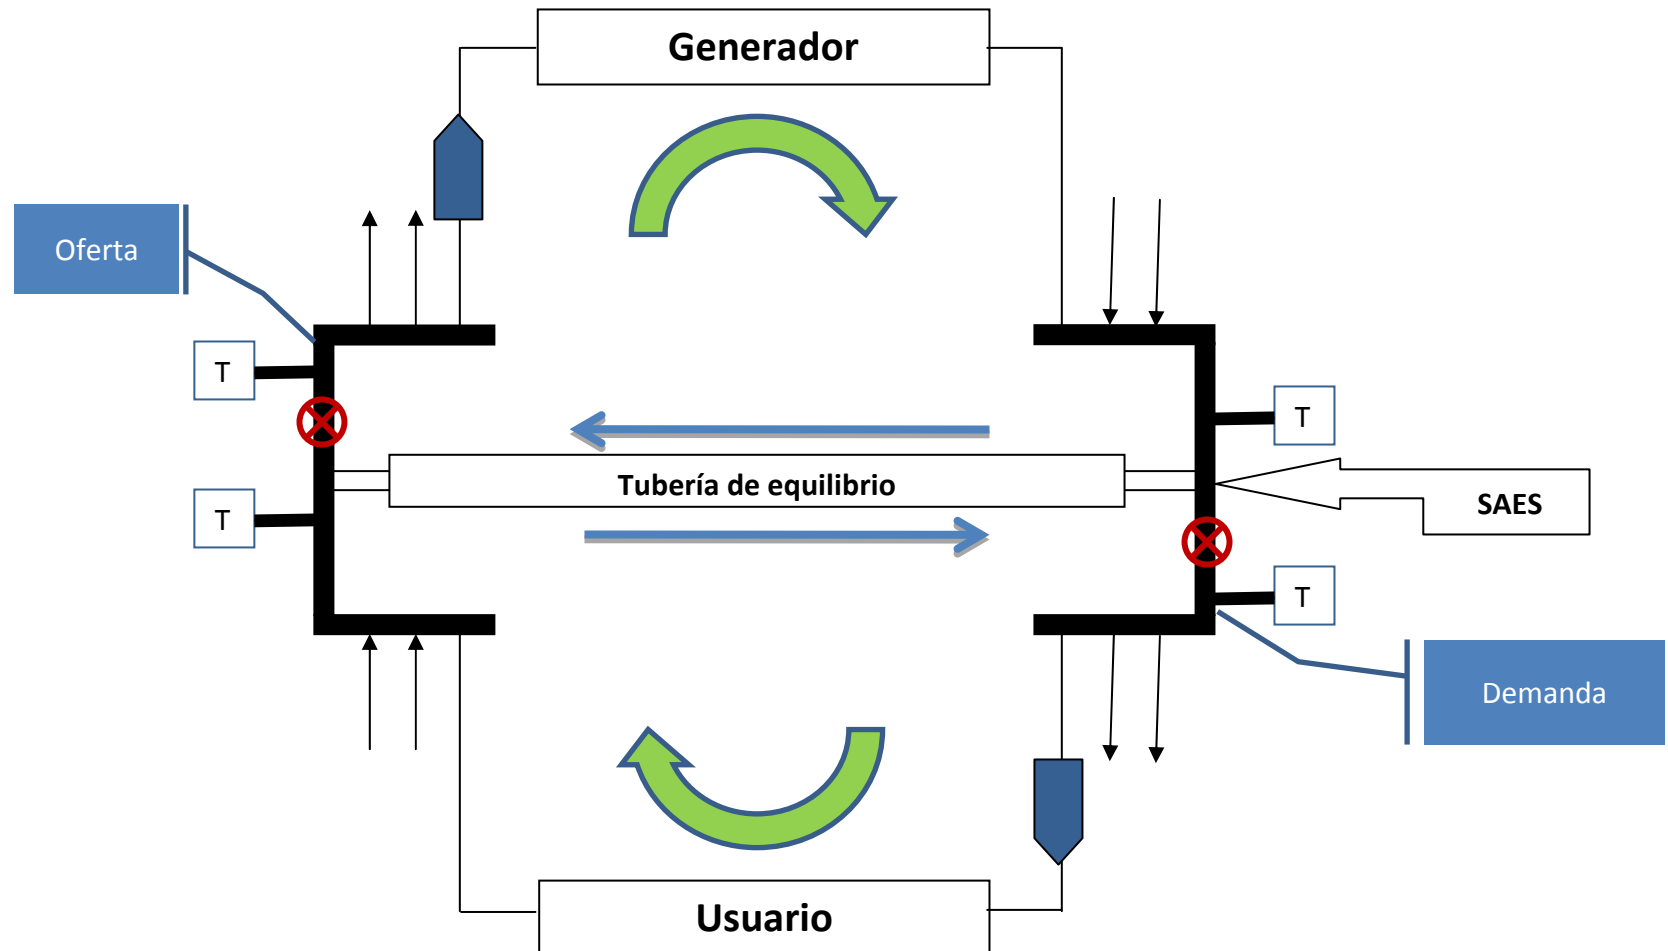 Generador
Oferta
T
T
T
Tubería de equilibrio
SAES
T
Demanda
Usuario